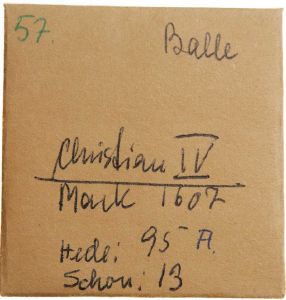 57.
Balle
Christian IV
Mark 1607
Hede: 95 A.
Schou: 13